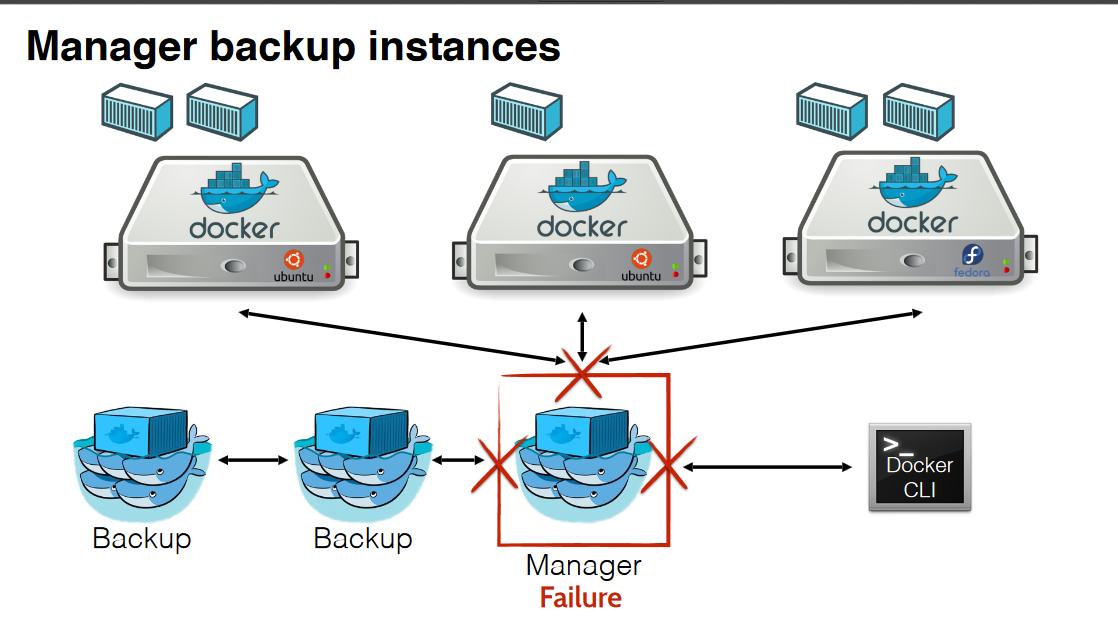 Manager backup instances
docker
ubuntu
docker
ubuntu
docker
fedora
>_
Docker
CLI
Backup
Backup
Manager
Failure